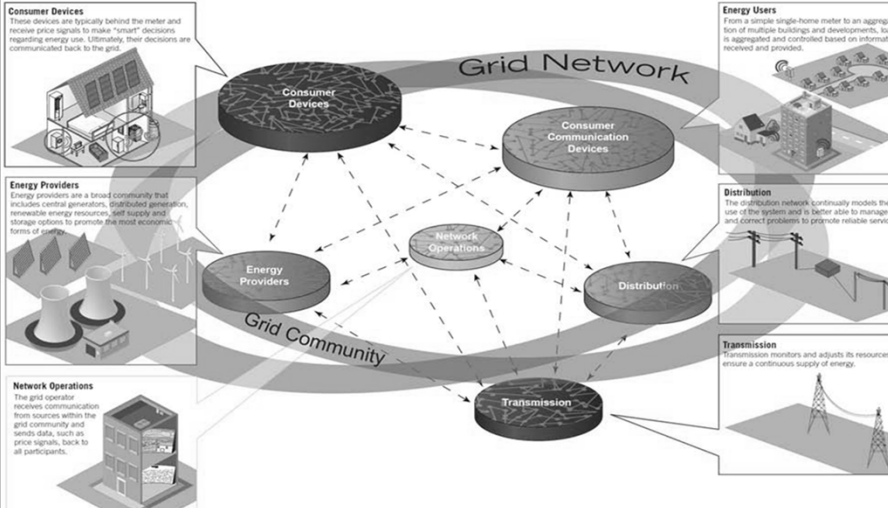 Consumer Devices
These devices are typically behind the meter and
receive price signals to make "smart" decisions
regarding energy use. Ultimately, their decisions are
communicated back to the grid.
Energy Providers
Energy providers are a broad community that
includes central generators, distributed generation,
renewable energy resources, self supply and
storage options to promote the most economic
forms of energy.
Network Operations
The grid operator
receives communication
from sources within the
grid community and
sends data, such as
price signals, back to
all participants.
Grid Network
Consumer
Devices
Consumer
Communication
Devices
Network
Operations
Energy
Providers
Distribution
Grid Community
Transmission
Energy Users
From a simple single-home meter to an
tion of multiple buildings and developments,
is aggregated and controlled based on
received and provided.
Distribution
The distribution network continually models
use of the system and is better able to manage
and correct problems to promote reliable
Transmission
Transmission monitors and adjusts its
ensure a continuous supply of energy.